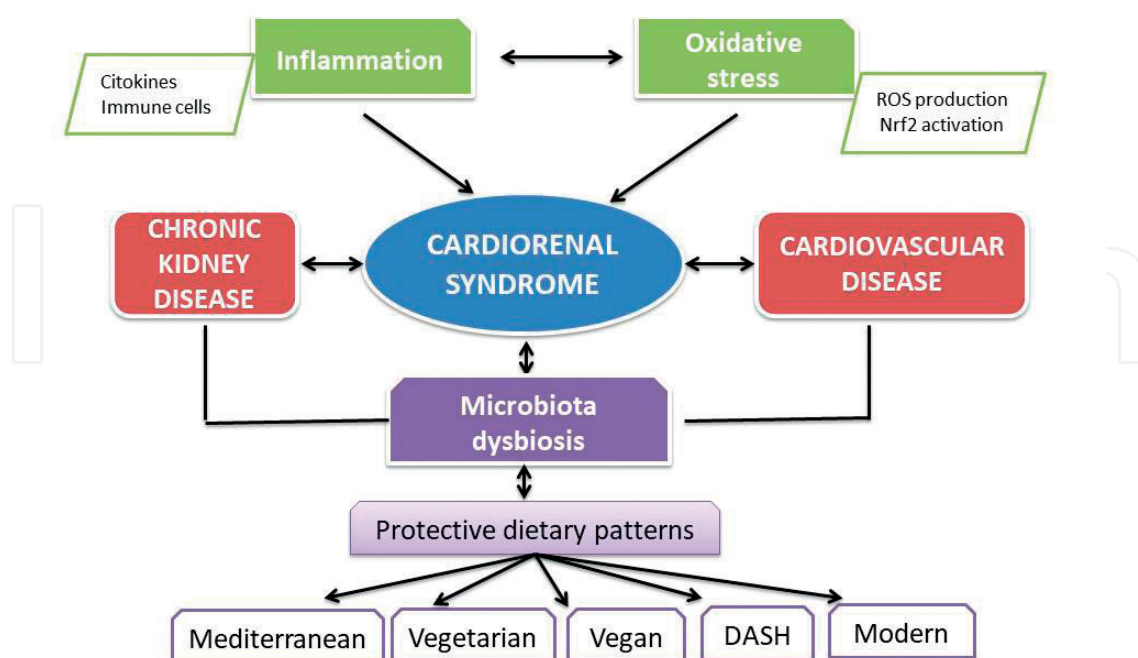 Inflammation
Oxidative
stress
Citokines
Immune cells
ROS production
Nrf2 activation
CHRONIC
KIDNEY
DISEASE
CARDIORENAL
SYNDROME
CARDIOVASCULAR
DISEASE
Microbiota
dysbiosis
Protective dietary patterns
Mediterranean
Vegetarian
Vegan
DASH
Modern